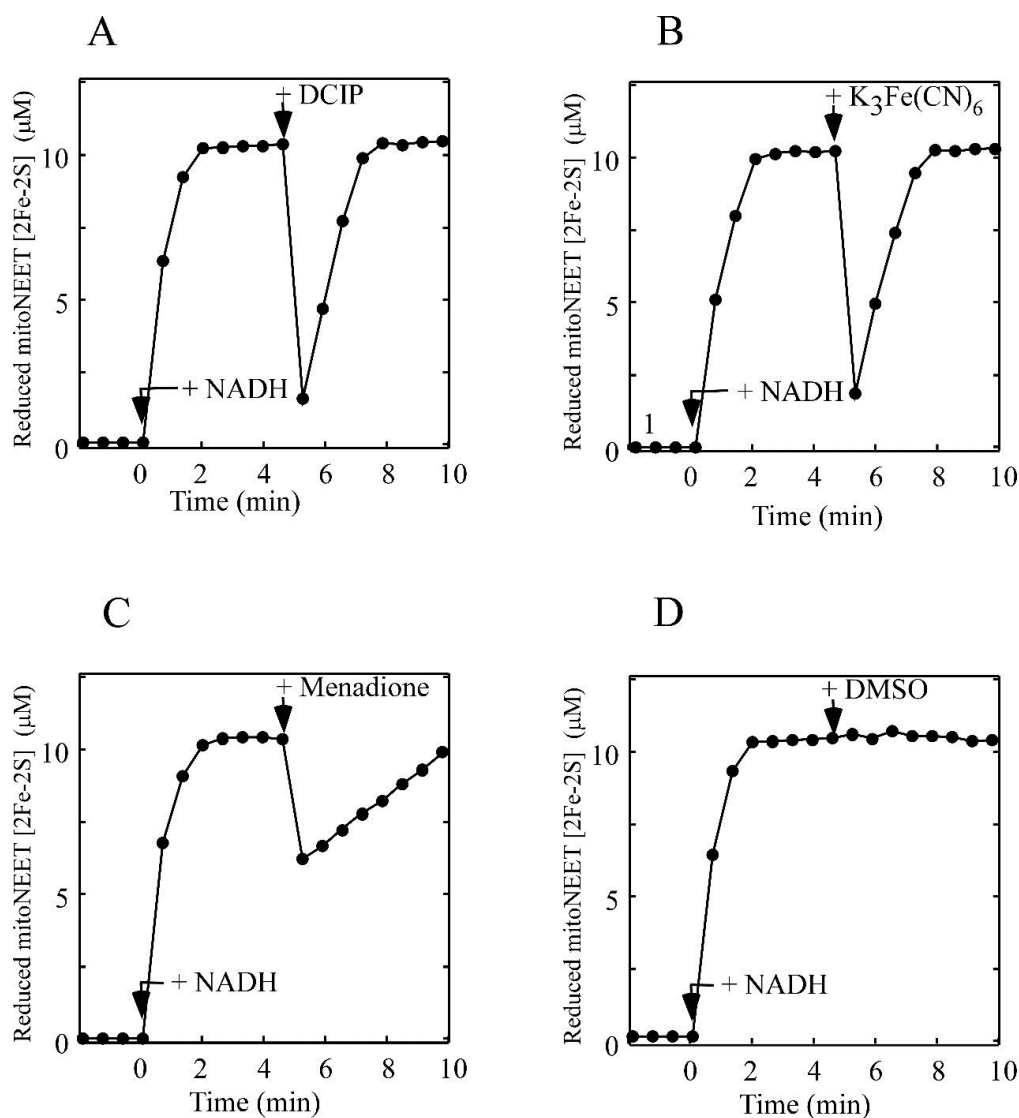 A
Reduced mitoNEET [2Fe-2S] (μM)
10
5
0
+ DCIP
+ NADH
0 2 4 6 8 10
Time (min)
B
Reduced mitoNEET [2Fe-2S] (μM)
10
5
0
+ K3Fe(CN)6
+ NADH
1
0 2 4 6 8 10
Time (min)
C
Reduced mitoNEET [2Fe-2S] (μM)
10
5
0
+ Menadione
+ NADH
0 2 4 6 8 10
Time (min)
D
Reduced mitoNEET [2Fe-2S] (μM)
10
5
0
+ DMSO
+ NADH
0 2 4 6 8 10
Time (min)